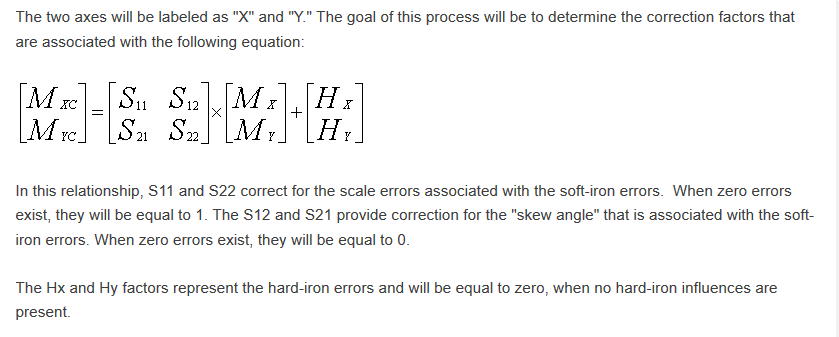 The two axes will be labeled as "X" and "Y." The goal of this process will be to determine the correction factors that
are associated with the following equation:
[M XC] = [S11 S12] × [M X] + [H X]
[M YC] [S21 S22] [M Y] [H Y]
In this relationship, S11 and S22 correct for the scale errors associated with the soft-iron errors.  When zero errors
exist, they will be equal to 1. The S12 and S21 provide correction for the "skew angle" that is associated with the soft-
iron errors. When zero errors exist, they will be equal to 0.
The Hx and Hy factors represent the hard-iron errors and will be equal to zero, when no hard-iron influences are
present.